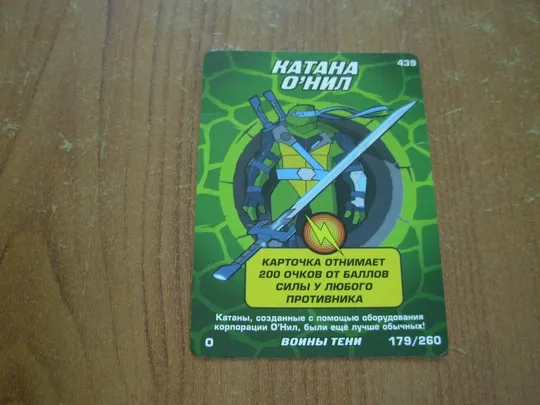 КАТАНА
О'НИЛ
439
КАРТОЧКА ОТНИМАЕТ
200 ОЧКОВ ОТ БАЛЛОВ
СИЛЫ У ЛЮБОГО
ПРОТИВНИКА
Катаны, созданные с помощью оборудования
корпорации О'Нил, были ещё лучше обычных!
0 ВОИНЫ ТЕНИ 179/260